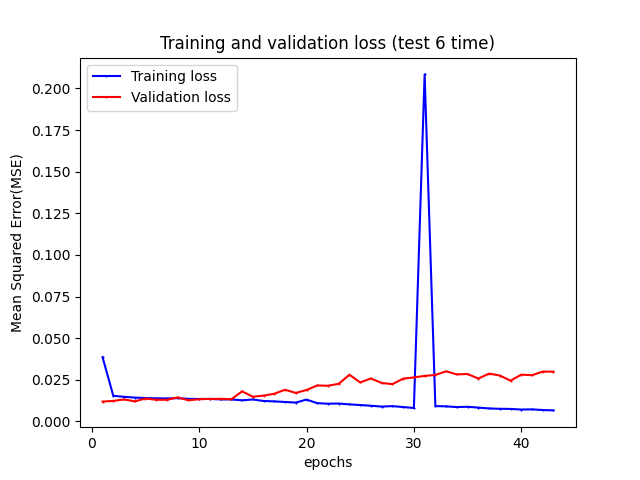 Training and validation loss (test 6 time)
Training loss
Validation loss
Mean Squared Error(MSE)
0.200
0.175
0.150
0.125
0.100
0.075
0.050
0.025
0.000
0
10
20
30
40
epochs